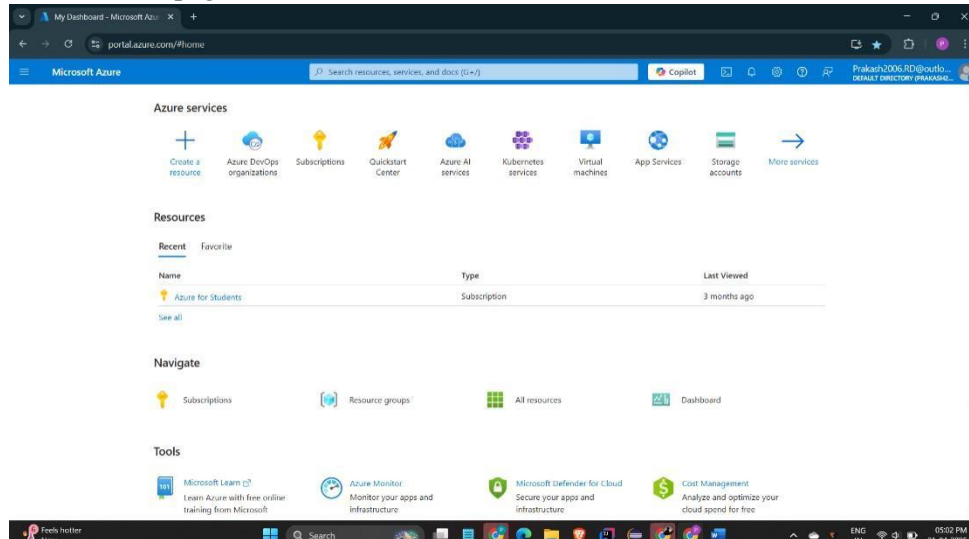 My Dashboard - Microsoft Azu
portal.azure.com/#home
Microsoft Azure
Search resources, services, and docs (G+/)
Copilot
Prakash2006.RD@outlo...
DEFAULT DIRECTORY (PRAKASH2...
Azure services
Create a resource
Azure DevOps organizations
Subscriptions
Quickstart Center
Azure AI services
Kubernetes services
Virtual machines
App Services
Storage accounts
More services
Resources
Recent Favorite
Name Type Last Viewed
Azure for Students Subscription 3 months ago
See all
Navigate
Subscriptions Resource groups All resources Dashboard
Tools
Microsoft Learn
Learn Azure with free online
training from Microsoft
Azure Monitor
Monitor your apps and
infrastructure
Microsoft Defender for Cloud
Secure your apps and
infrastructure
Cost Management
Analyze and optimize your
cloud spend for free
Feels hotter
Search
ENG
05:02 PM